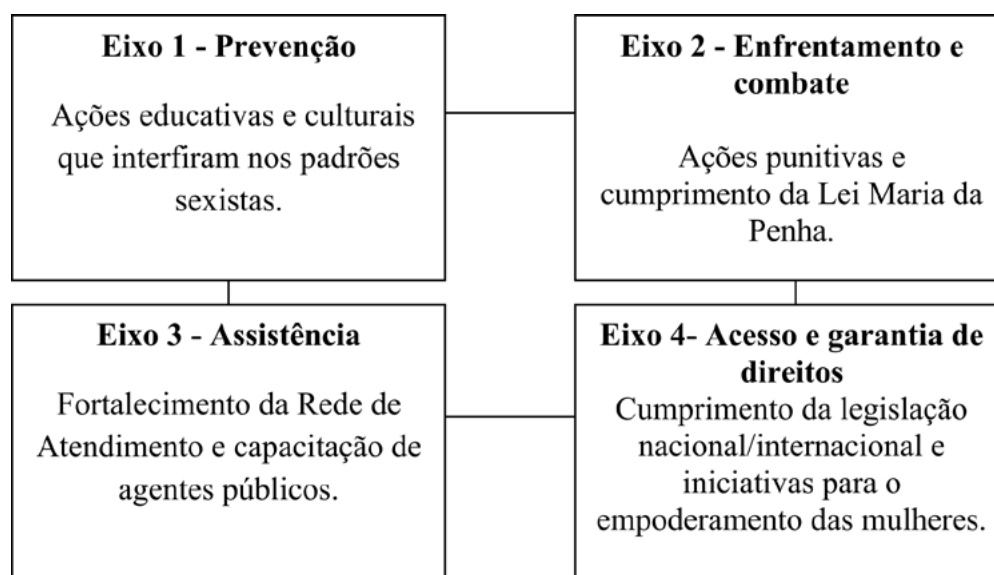 Eixo 1 - Prevenção
Ações educativas e culturais
que interfiram nos padrões
sexistas.
Eixo 2 - Enfrentamento e
combate
Ações punitivas e
cumprimento da Lei Maria da
Penha.
Eixo 3 - Assistência
Fortalecimento da Rede de
Atendimento e capacitação de
agentes públicos.
Eixo 4- Acesso e garantia de
direitos
Cumprimento da legislação
nacional/internacional e
iniciativas para o
empoderamento das mulheres.